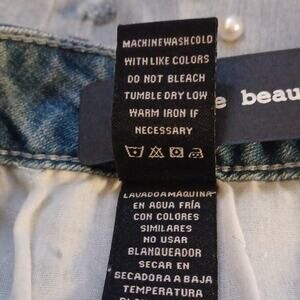 MACHINE WASH COLD
WITH LIKE COLORS
DO NOT BLEACH
TUMBLE DRY LOW
WARM IRON IF
NECESSARY
e beau
LAVADO A MAQUINA
EN AGUA FRÍA
CON COLORES
SIMILARES
NO USAR
BLANQUEADOR
SECAR EN
SECADORA A BAJA
TEMPERATURA